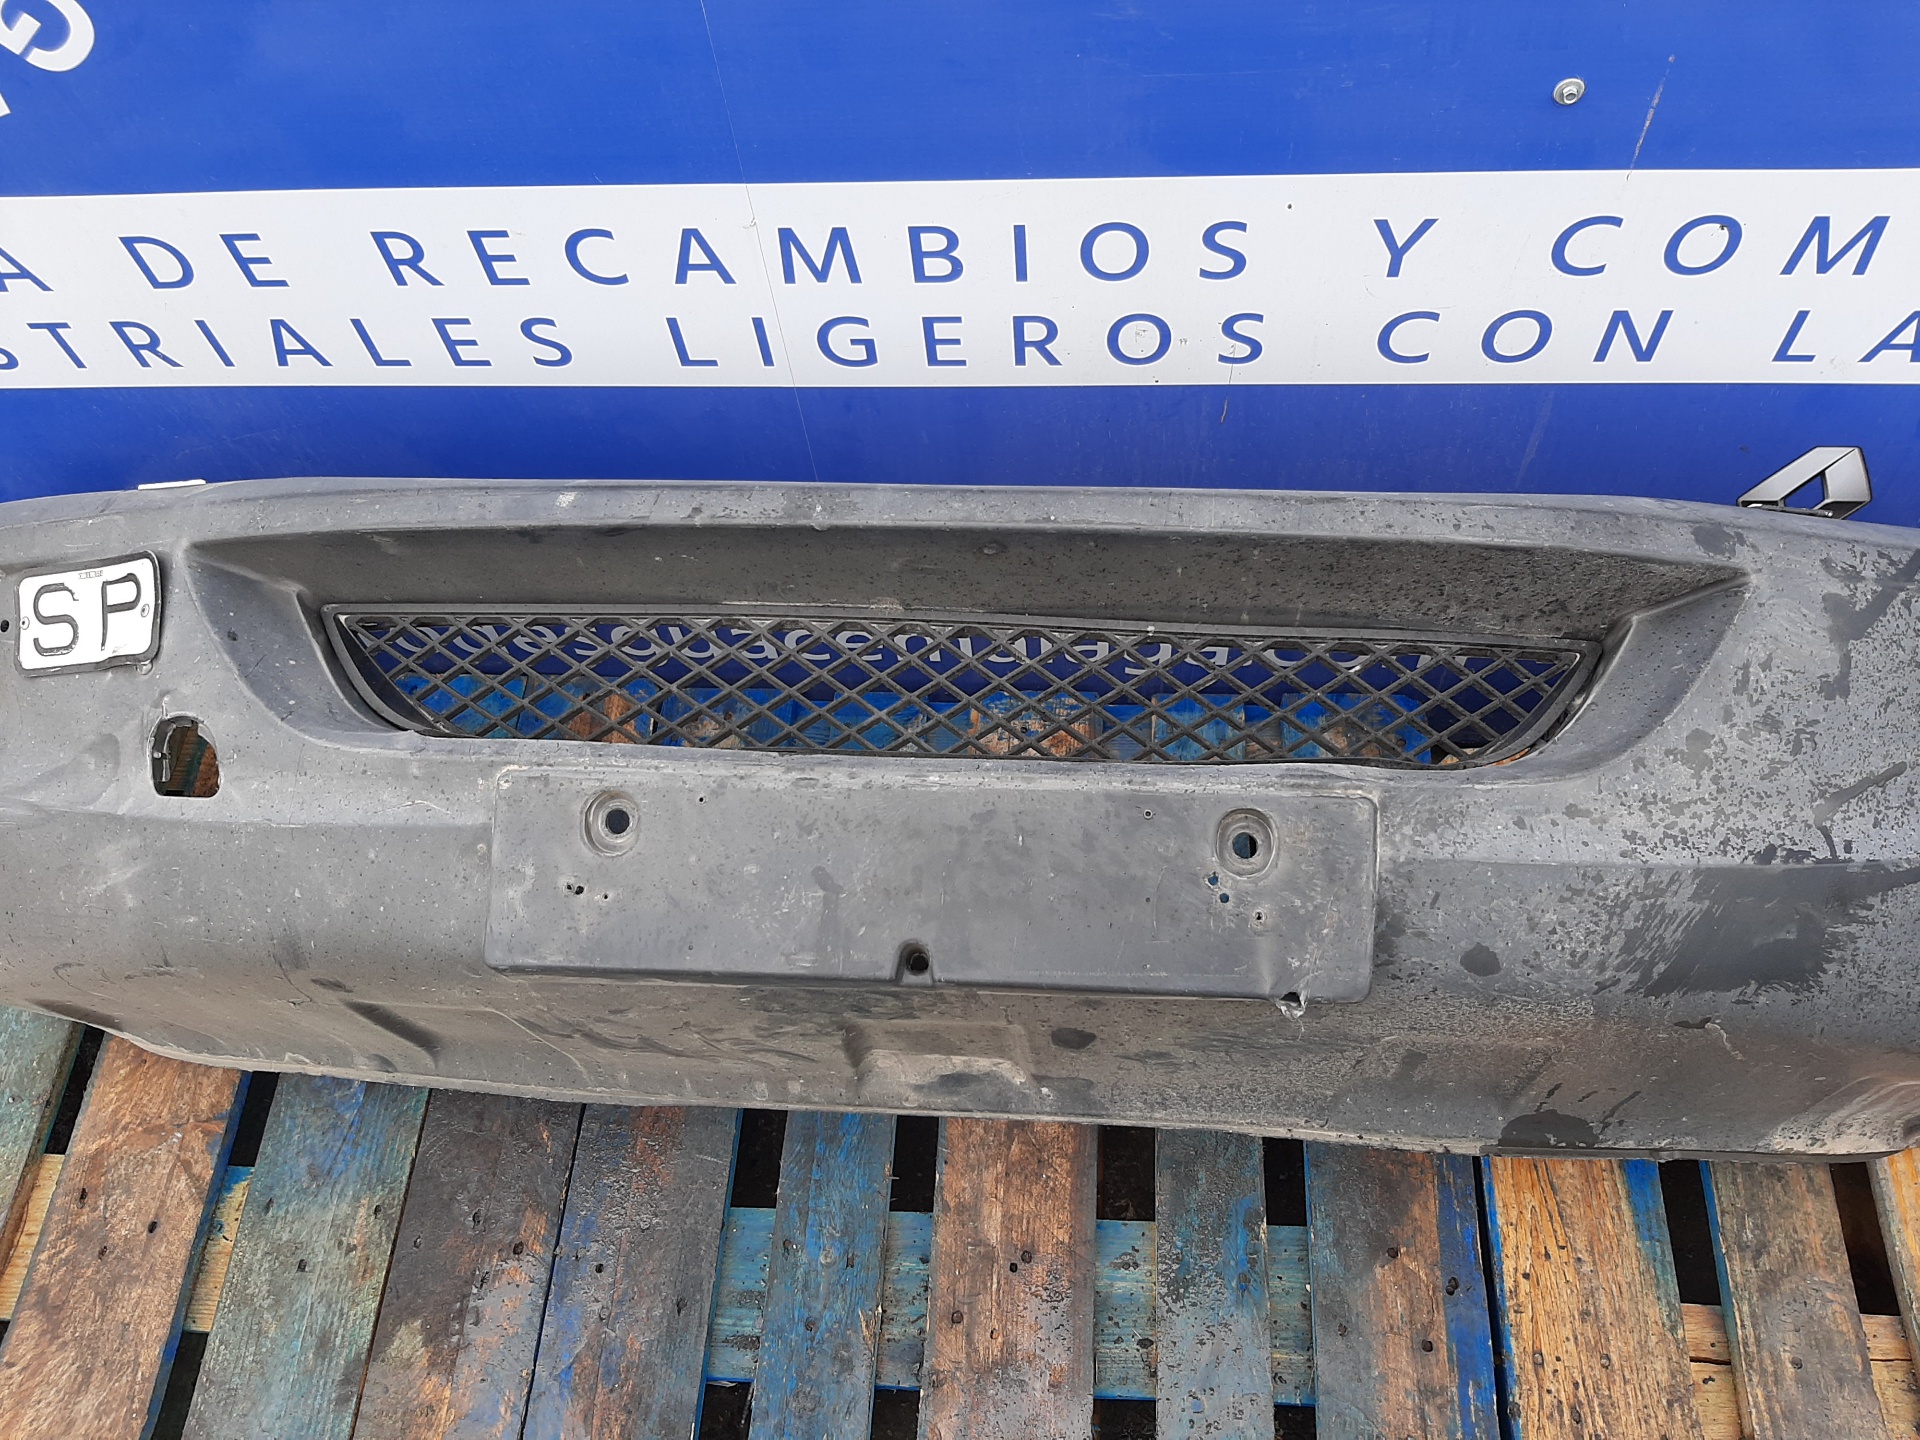 A DE RECAMBIOS Y COM
STRIALES LIGEROS CON LA
SP